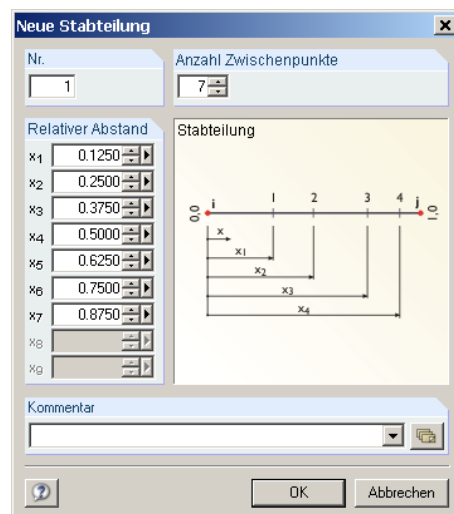 Neue Stabteilung
Nr.
1
Anzahl Zwischenpunkte
7
Relativer Abstand
x1 0.1250
x2 0.2500
x3 0.3750
x4 0.5000
x5 0.6250
x6 0.7500
x7 0.8750
x8
x9
Stabteilung
0,0 i 1 2 3 4 j 1,0
x
x1
x2
x3
x4
Kommentar
OK
Abbrechen